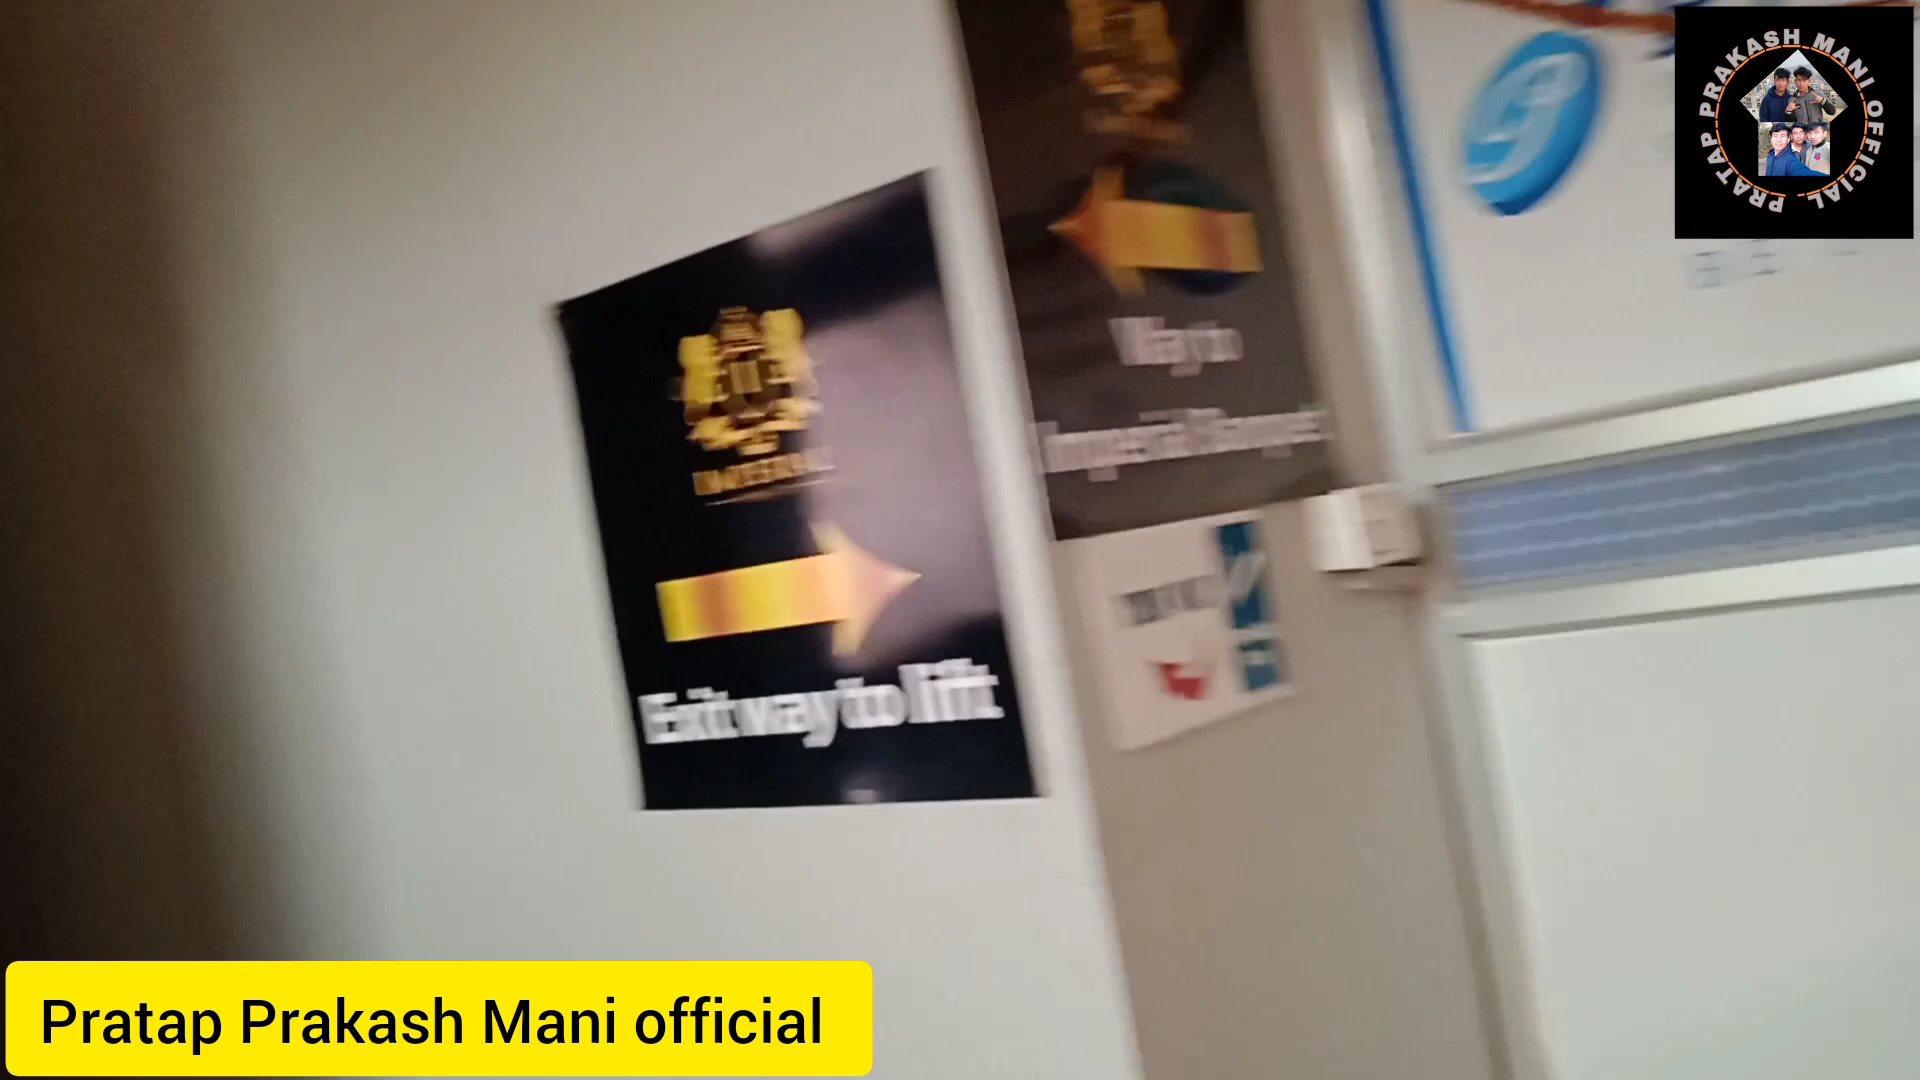 PRATAP PRAKASH MANI OFFICIAL
Way to
Imperial Banquet
IMPERIAL
Exit way to lift
Pratap Prakash Mani official